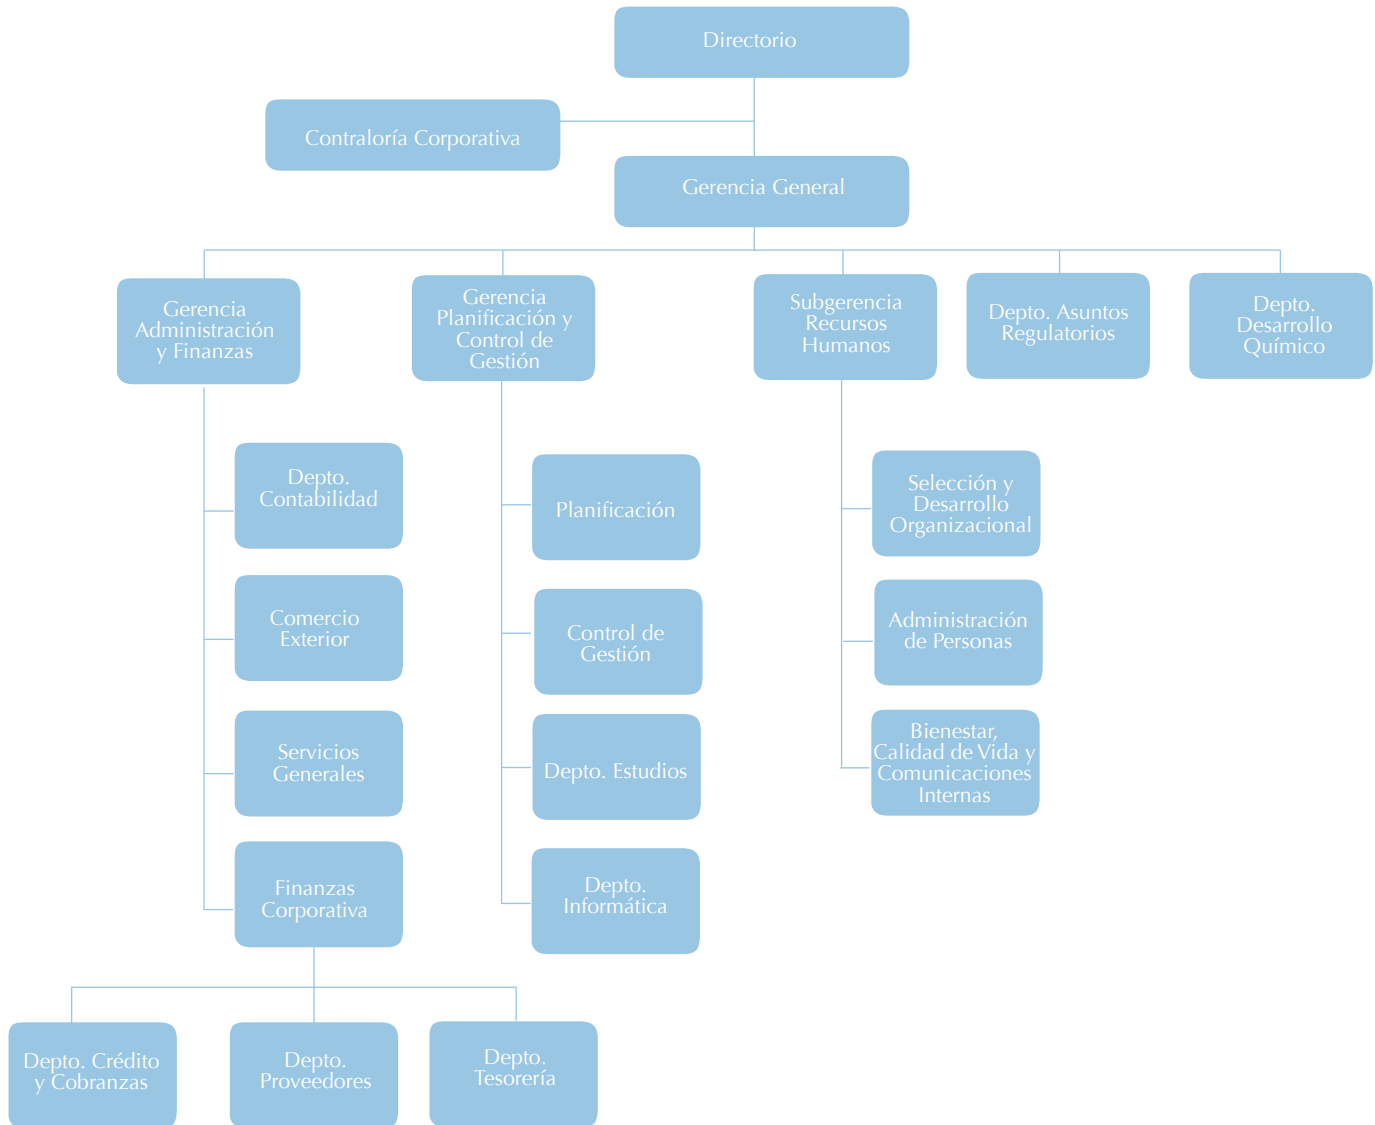 Directorio
Contraloría Corporativa
Gerencia General
Gerencia
Administración
y Finanzas
Gerencia
Planificación y
Control de
Gestión
Subgerencia
Recursos
Humanos
Depto. Asuntos
Regulatorios
Depto.
Desarrollo
Químico
Depto.
Contabilidad
Comercio
Exterior
Servicios
Generales
Finanzas
Corporativa
Planificación
Control de
Gestión
Depto. Estudios
Depto.
Informática
Selección y
Desarrollo
Organizacional
Administración
de Personas
Bienestar,
Calidad de Vida y
Comunicaciones
Internas
Depto. Crédito
y Cobranzas
Depto.
Proveedores
Depto.
Tesorería